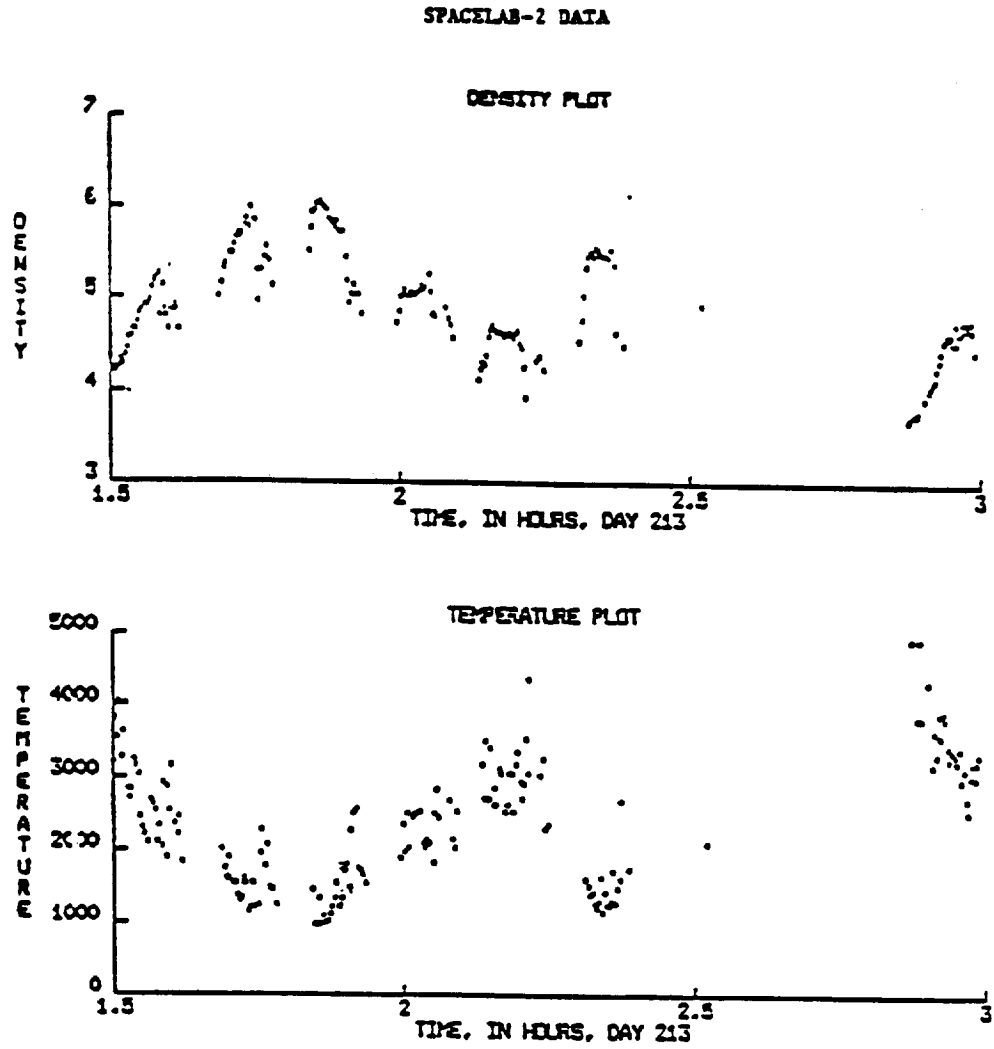 SPACELAB-2 DATA
DENSITY PLOT
7
6
5
4
3
DENSITY
1.5 2 2.5 3
TIME, IN HOURS, DAY 213
TEMPERATURE PLOT
5000
4000
3000
2000
1000
0
TEMPERATURE
1.5 2 2.5 3
TIME, IN HOURS, DAY 213